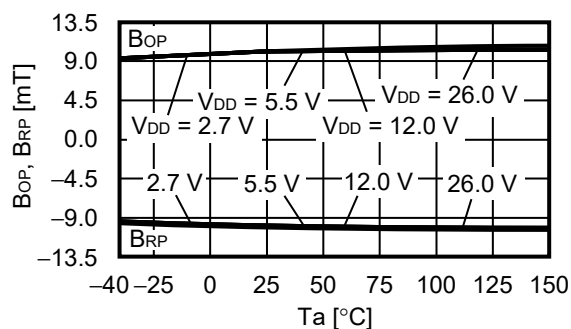 13.5
BOP
9.0
4.5
VDD = 5.5 V
VDD = 26.0 V
VDD = 2.7 V
VDD = 12.0 V
0.0
−4.5
2.7 V
5.5 V
12.0 V
26.0 V
−9.0
BRP
−13.5
BOP, BRP [mT]
−40
−25
0
25
50
75
100
125
150
Ta [°C]